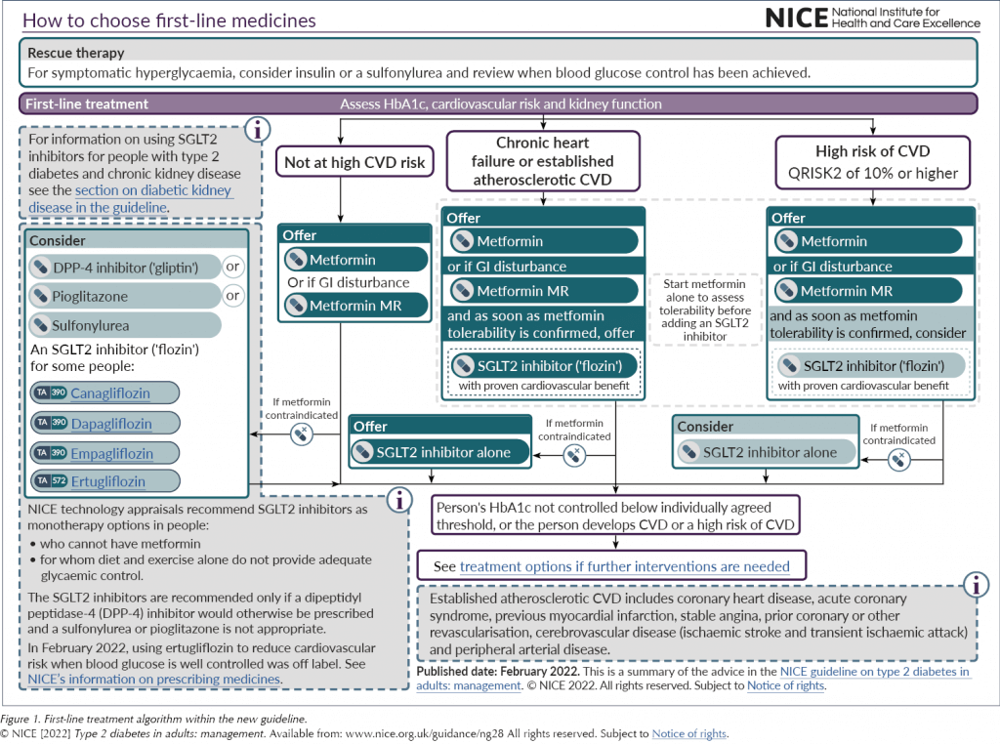 How to choose first-line medicines
NICE National Institute for
Health and Care Excellence
Rescue therapy
For symptomatic hyperglycaemia, consider insulin or a sulfonylurea and review when blood glucose control has been achieved.
First-line treatment
Assess HbA1c, cardiovascular risk and kidney function
i
For information on using SGLT2
inhibitors for people with type 2
diabetes and chronic kidney disease
see the section on diabetic kidney
disease in the guideline.
Not at high CVD risk
Chronic heart
failure or established
atherosclerotic CVD
High risk of CVD
QRISK2 of 10% or higher
Consider
DPP-4 inhibitor ('gliptin')
or
Pioglitazone
or
Sulfonylurea
An SGLT2 inhibitor ('flozin')
for some people:
TA 390 Canagliflozin
TA 390 Dapagliflozin
TA 390 Empagliflozin
TA 572 Ertugliflozin
Offer
Metformin
Or if GI disturbance
Metformin MR
If metformin
contraindicated
Offer
Metformin
or if GI disturbance
Metformin MR
and as soon as metfomin
tolerability is confirmed, offer
SGLT2 inhibitor ('flozin')
with proven cardiovascular benefit
Start metformin
alone to assess
tolerability before
adding an SGLT2
inhibitor
Offer
Metformin
or if GI disturbance
Metformin MR
and as soon as metfomin
tolerability is confirmed, consider
SGLT2 inhibitor ('flozin')
with proven cardiovascular benefit
Offer
SGLT2 inhibitor alone
If metformin
contraindicated
Consider
SGLT2 inhibitor alone
If metformin
contraindicated
i
NICE technology appraisals recommend SGLT2 inhibitors as
monotherapy options in people:
• who cannot have metformin
• for whom diet and exercise alone do not provide adequate
glycaemic control.
The SGLT2 inhibitors are recommended only if a dipeptidyl
peptidase-4 (DPP-4) inhibitor would otherwise be prescribed
and a sulfonylurea or pioglitazone is not appropriate.
In February 2022, using ertugliflozin to reduce cardiovascular
risk when blood glucose is well controlled was off label. See
NICE's information on prescribing medicines.
Person's HbA1c not controlled below individually agreed
threshold, or the person develops CVD or a high risk of CVD
See treatment options if further interventions are needed
i
Established atherosclerotic CVD includes coronary heart disease, acute coronary
syndrome, previous myocardial infarction, stable angina, prior coronary or other
revascularisation, cerebrovascular disease (ischaemic stroke and transient ischaemic attack)
and peripheral arterial disease.
Published date: February 2022. This is a summary of the advice in the NICE guideline on type 2 diabetes in
adults: management. © NICE 2022. All rights reserved. Subject to Notice of rights.
Figure 1. First-line treatment algorithm within the new guideline.
© NICE [2022] Type 2 diabetes in adults: management. Available from: www.nice.org.uk/guidance/ng28 All rights reserved. Subject to Notice of rights.